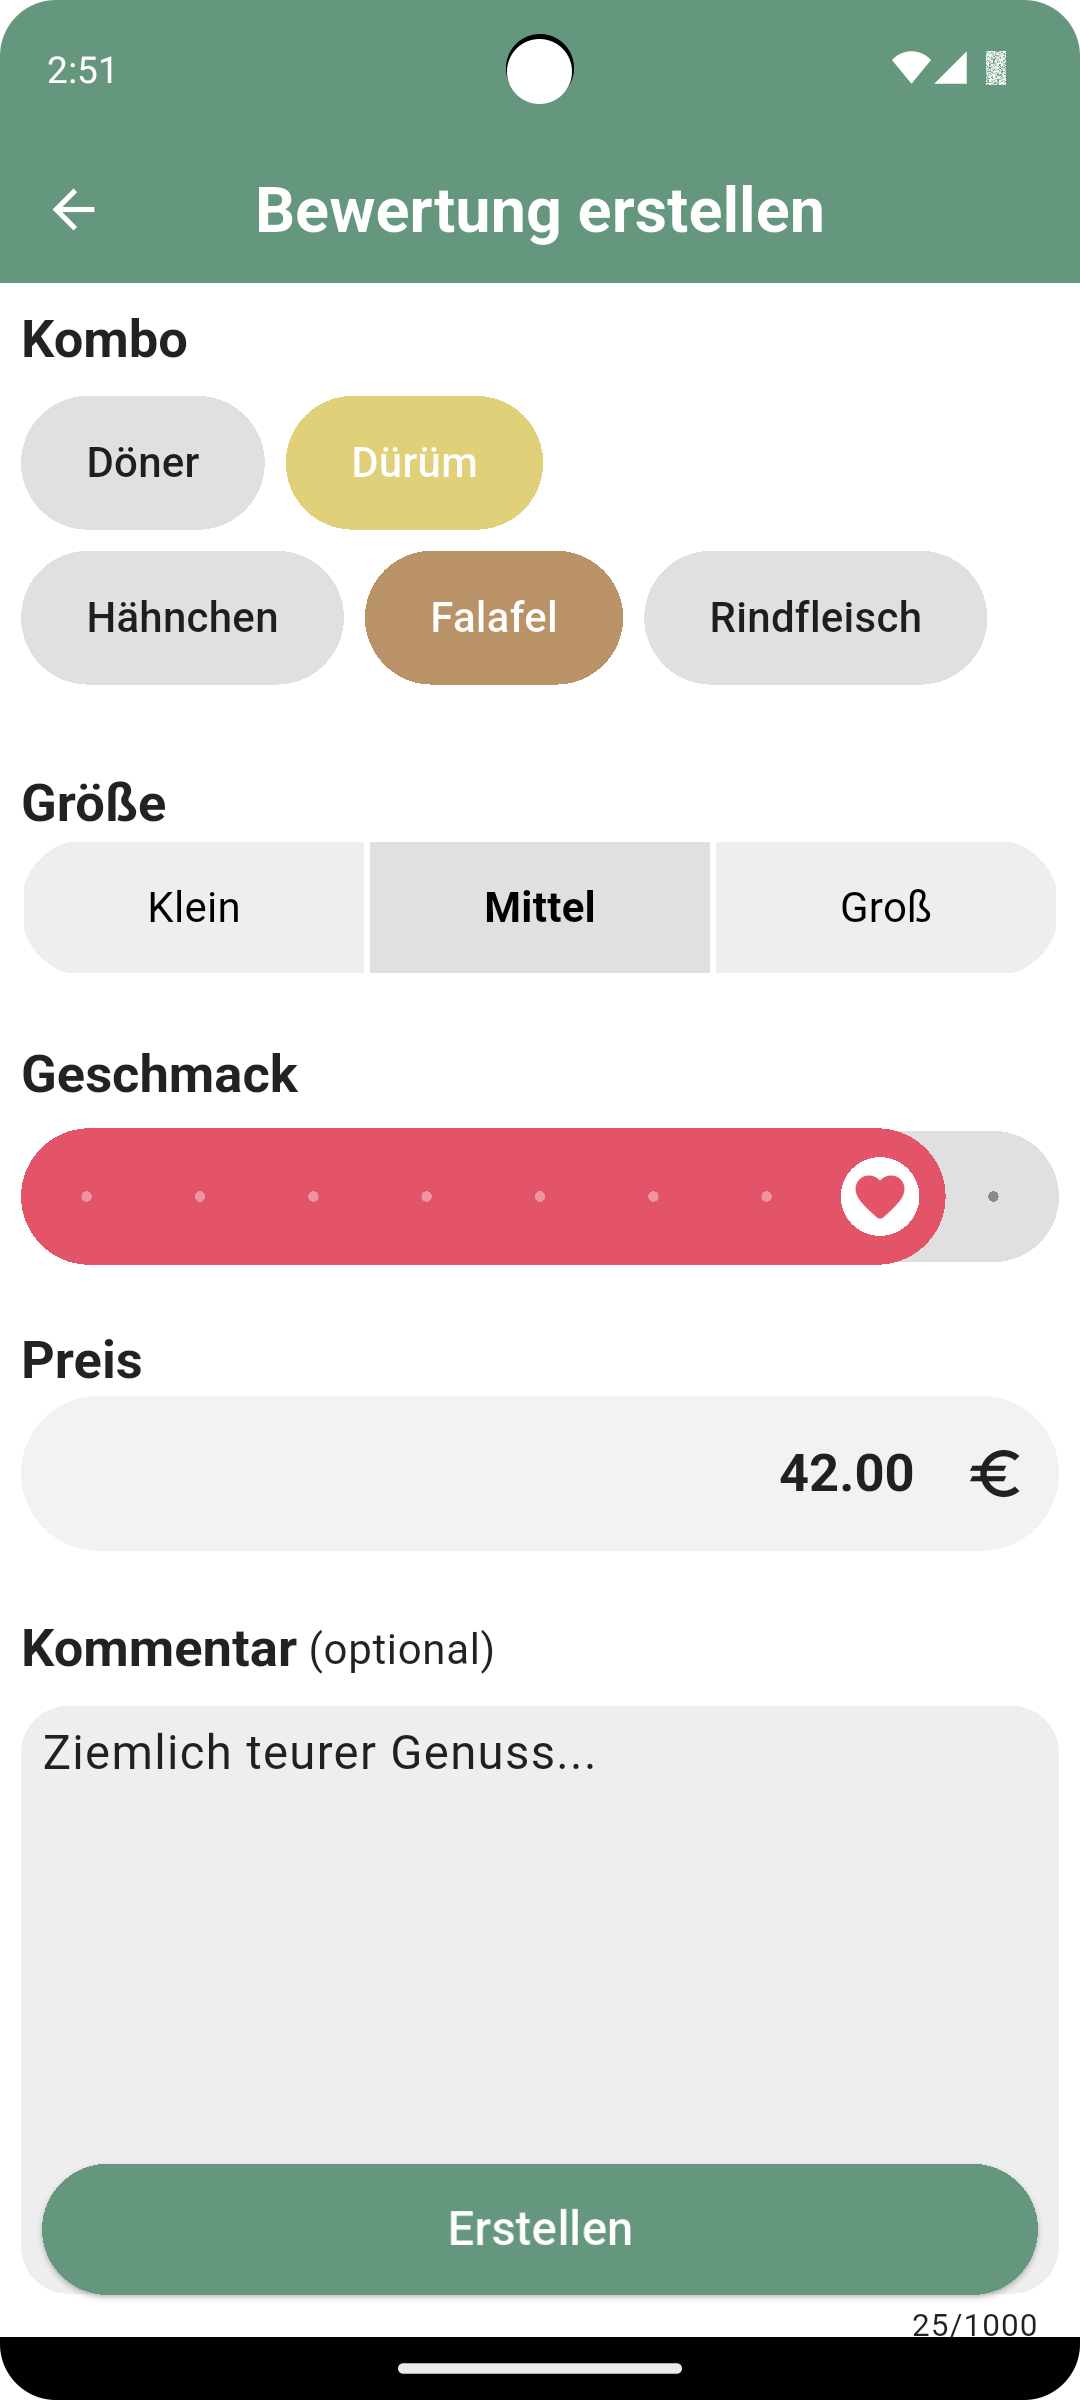 2:51
Bewertung erstellen
Kombo
Döner Dürüm
Hähnchen Falafel Rindfleisch
Größe
Klein Mittel Groß
Geschmack
Preis
42.00 €
Kommentar (optional)
Ziemlich teurer Genuss...
Erstellen
25/1000